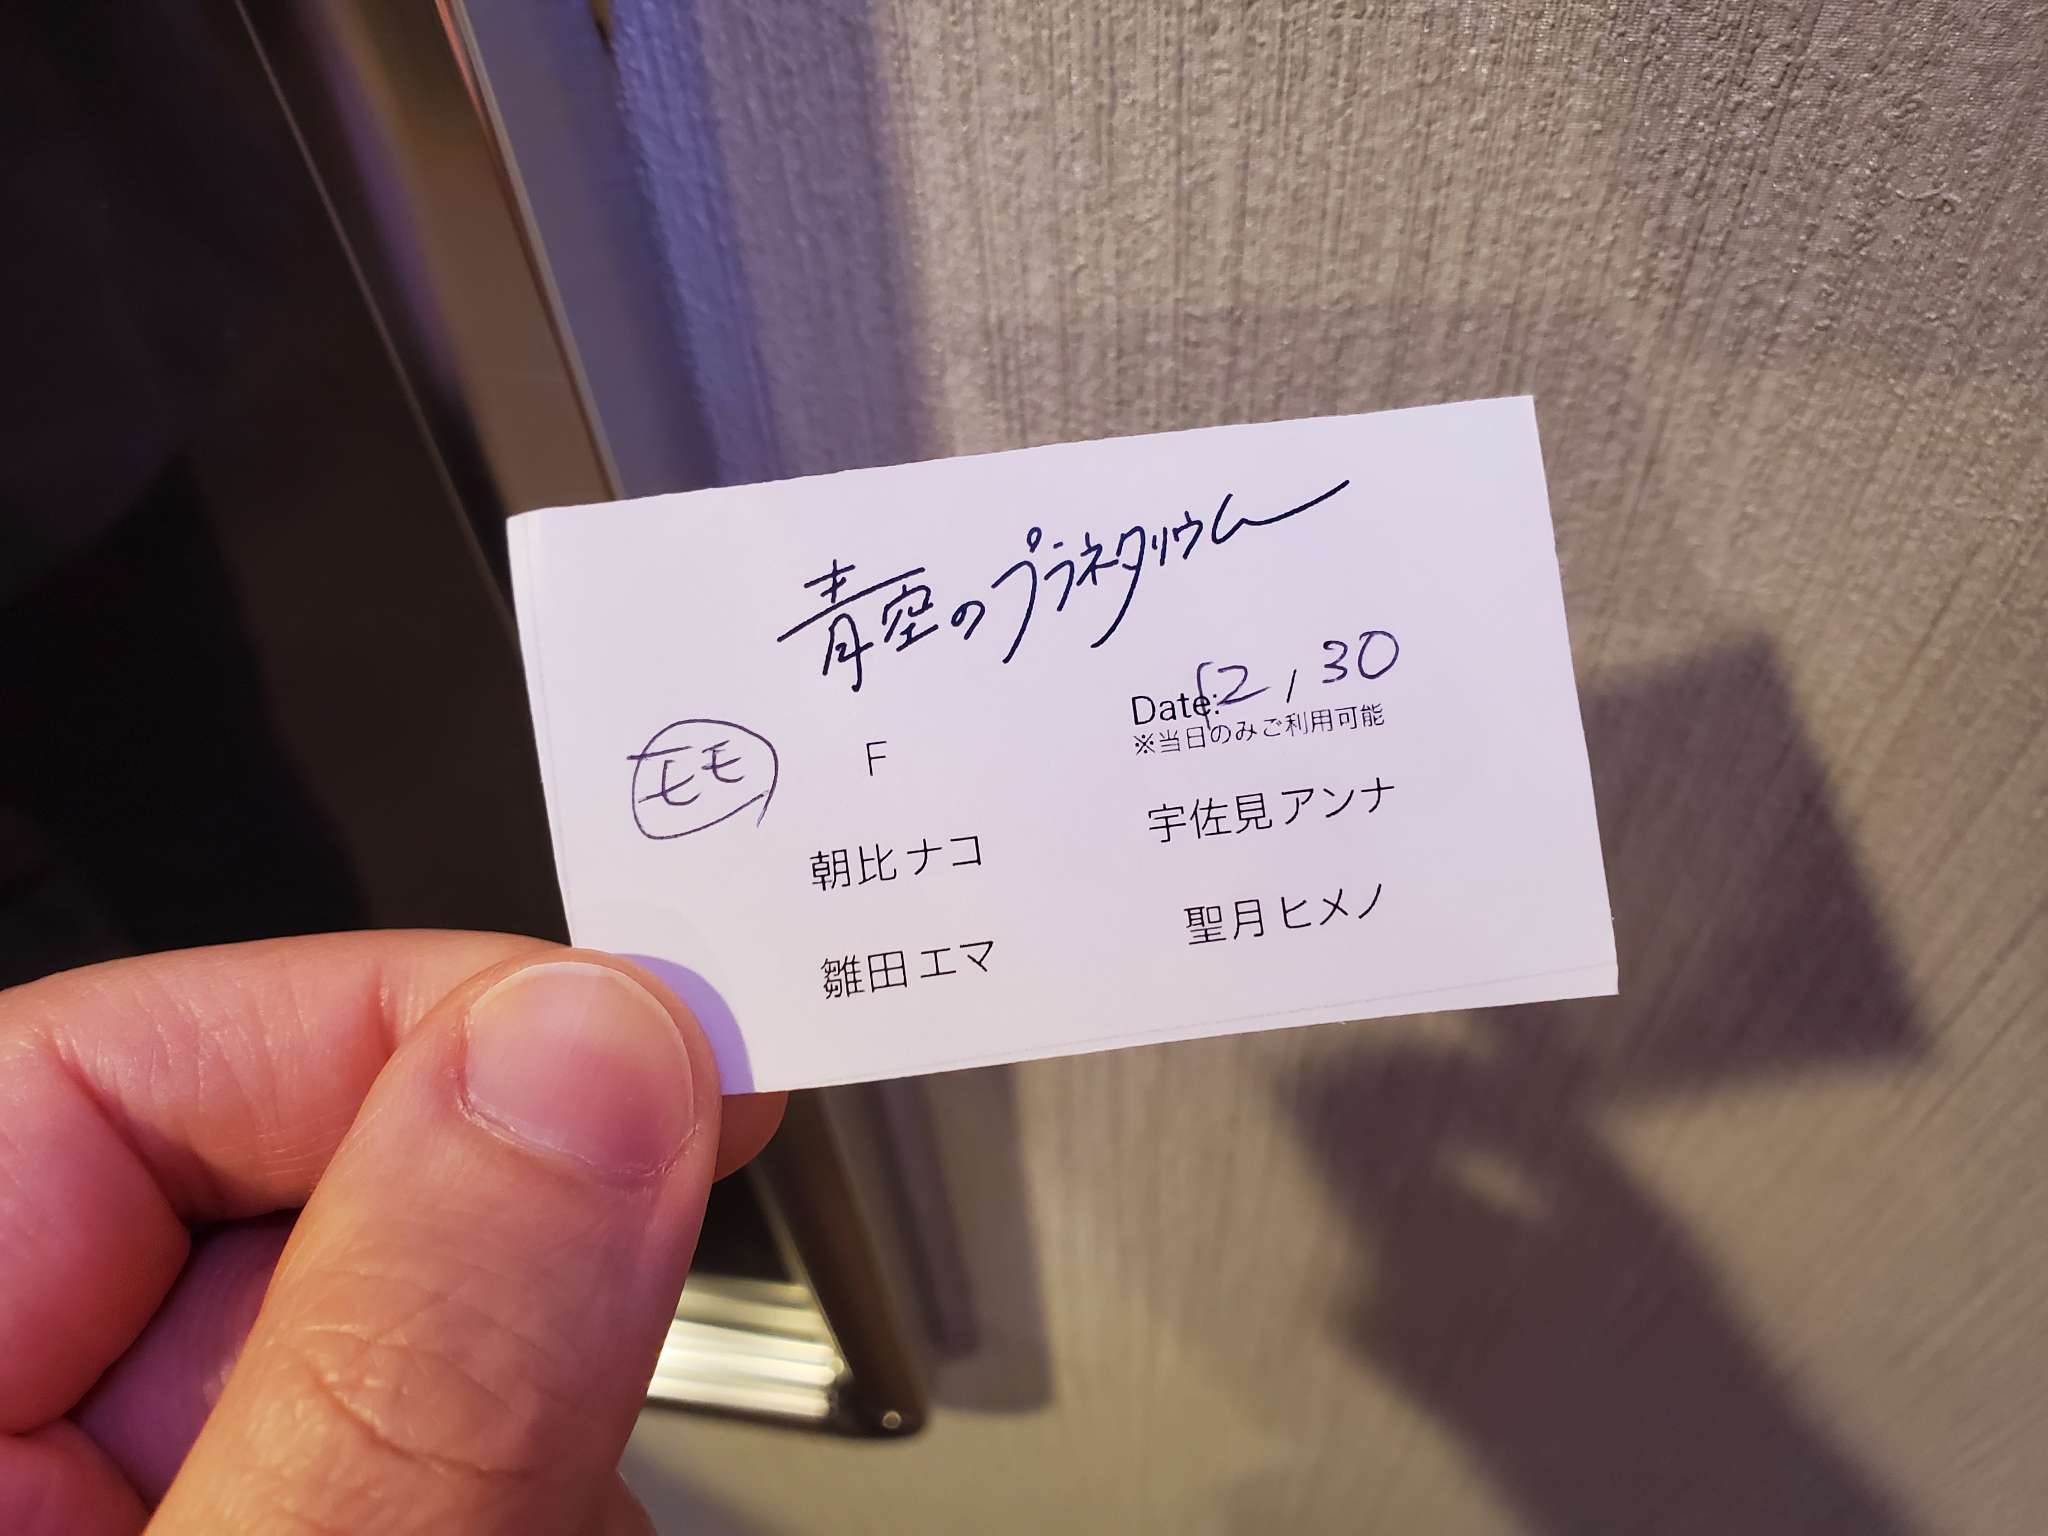 青空のプラネタリウム
Date: 12, 30
※当日のみご利用可能
モモ
F
朝比ナコ
宇佐見アンナ
雛田エマ
聖月ヒメノ